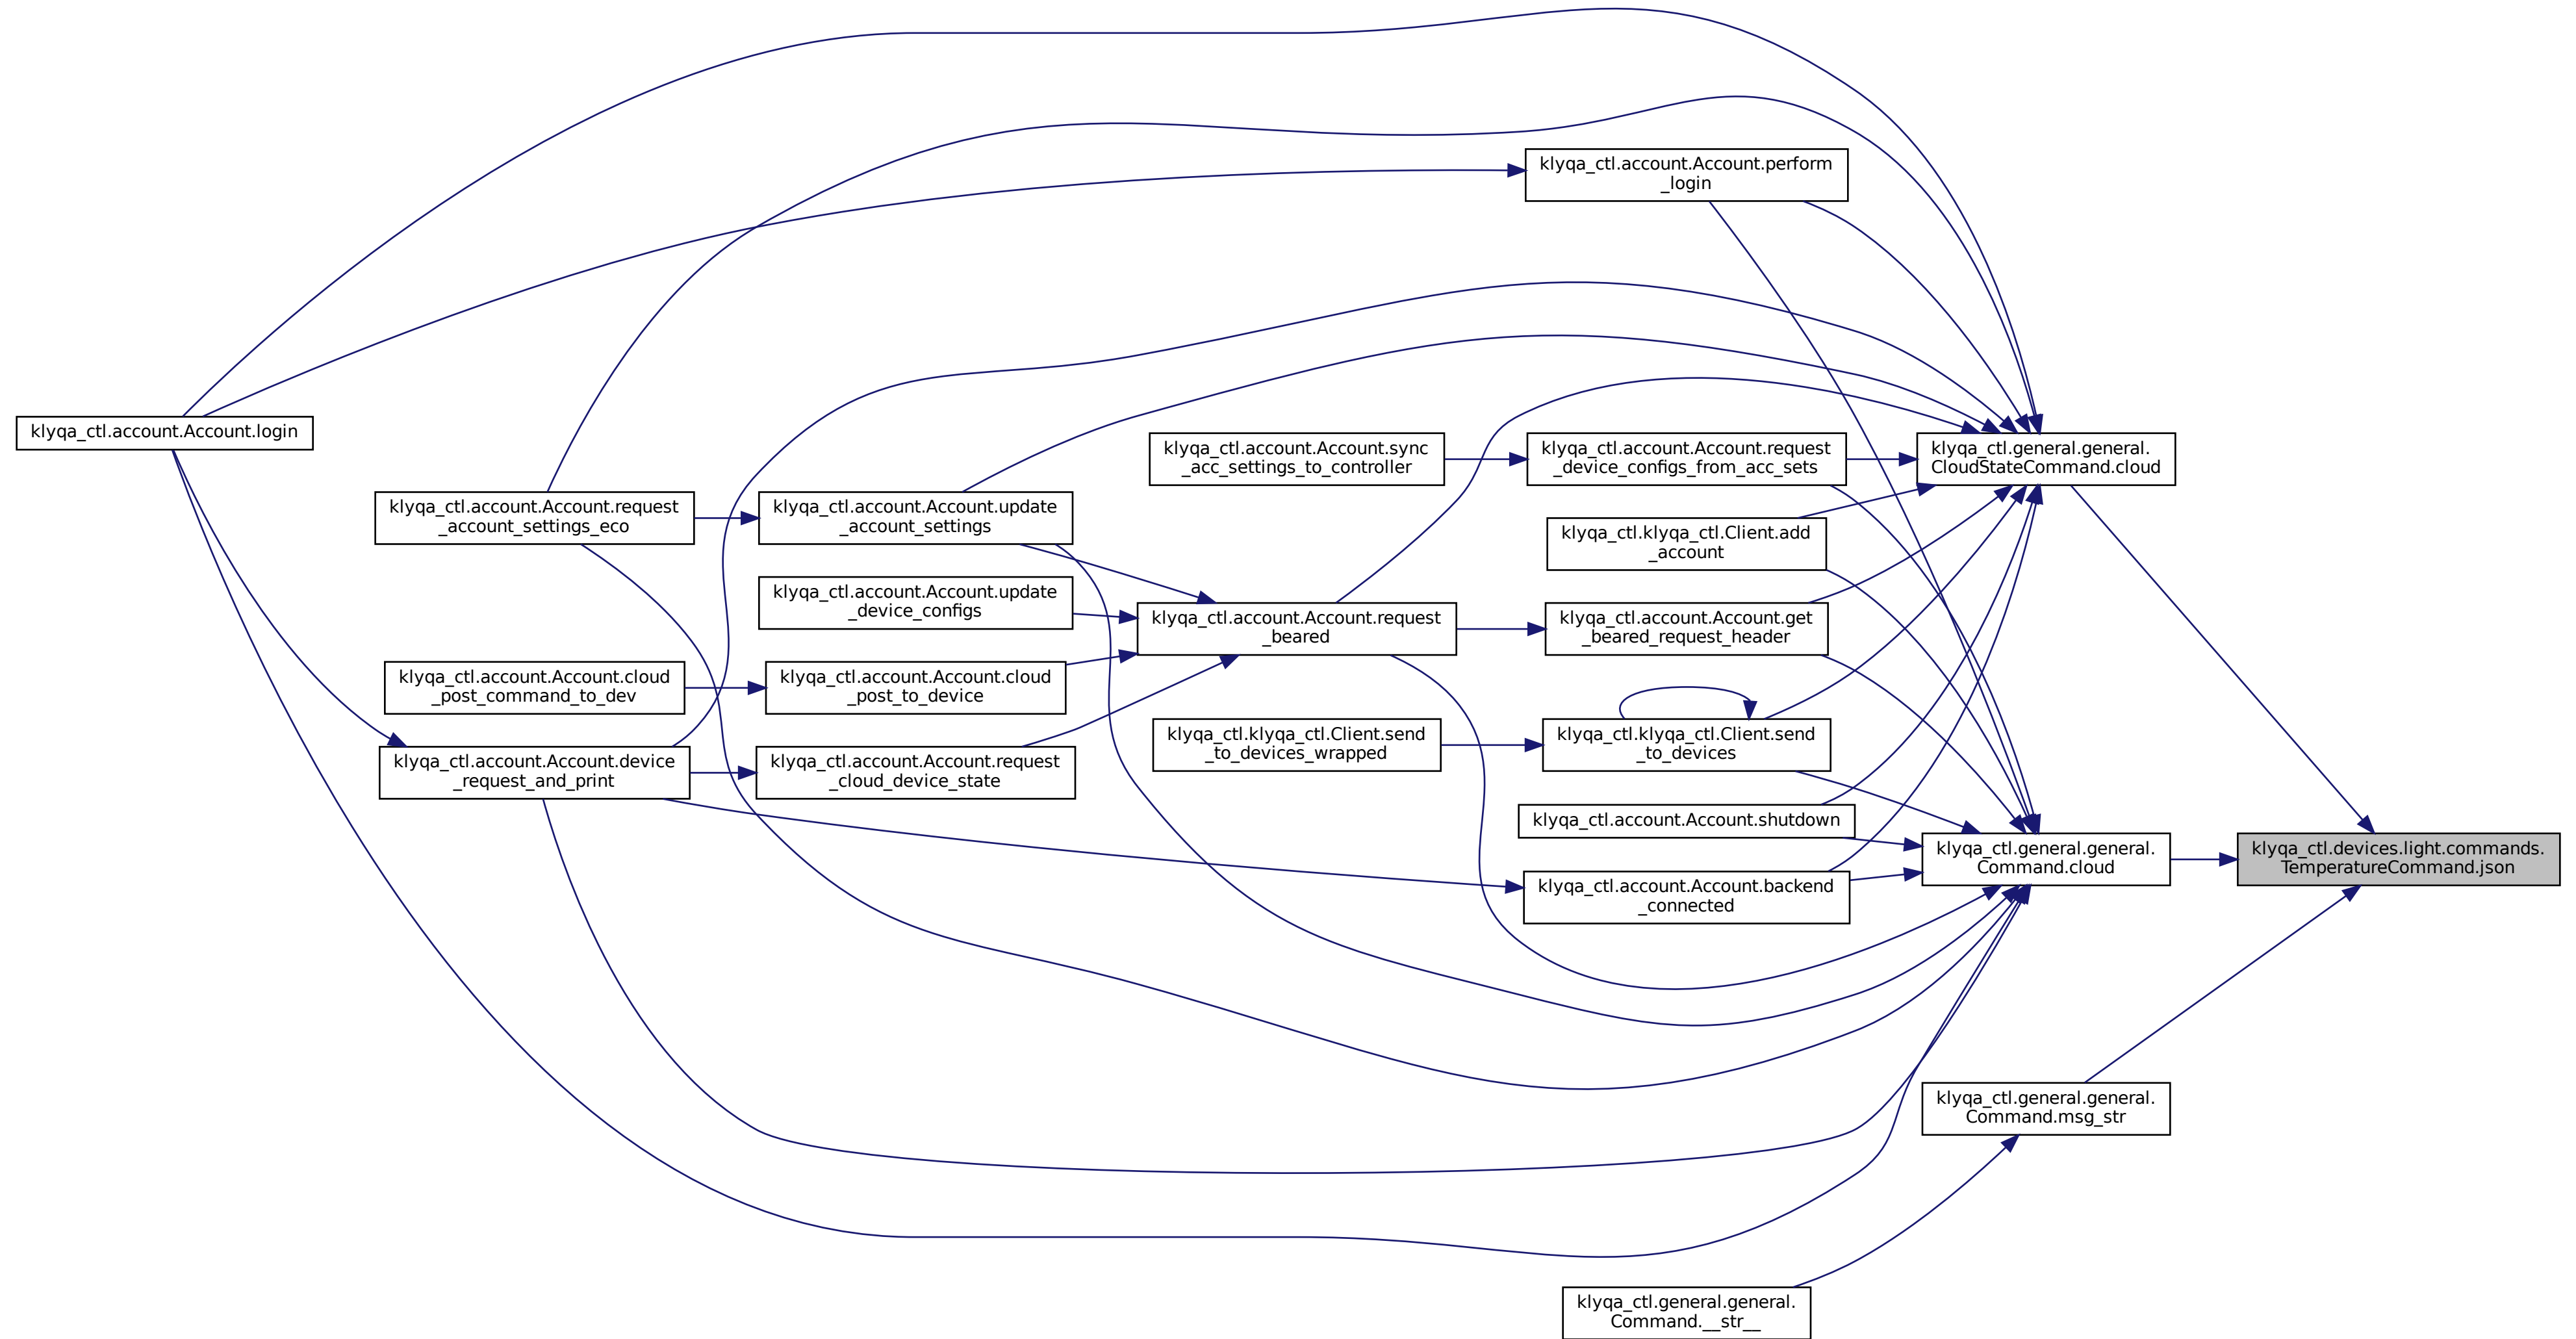 klyqa_ctl.account.Account.perform
_login
klyqa_ctl.account.Account.login
klyqa_ctl.account.Account.sync
_acc_settings_to_controller
klyqa_ctl.account.Account.request
_device_configs_from_acc_sets
klyqa_ctl.general.general.
CloudStateCommand.cloud
klyqa_ctl.account.Account.request
_account_settings_eco
klyqa_ctl.account.Account.update
_account_settings
klyqa_ctl.klyqa_ctl.Client.add
_account
klyqa_ctl.account.Account.update
_device_configs
klyqa_ctl.account.Account.request
_beared
klyqa_ctl.account.Account.get
_beared_request_header
klyqa_ctl.account.Account.cloud
_post_command_to_dev
klyqa_ctl.account.Account.cloud
_post_to_device
klyqa_ctl.klyqa_ctl.Client.send
_to_devices_wrapped
klyqa_ctl.klyqa_ctl.Client.send
_to_devices
klyqa_ctl.account.Account.device
_request_and_print
klyqa_ctl.account.Account.request
_cloud_device_state
klyqa_ctl.account.Account.shutdown
klyqa_ctl.general.general.
Command.cloud
klyqa_ctl.devices.light.commands.
TemperatureCommand.json
klyqa_ctl.account.Account.backend
_connected
klyqa_ctl.general.general.
Command.msg_str
klyqa_ctl.general.general.
Command.__str__